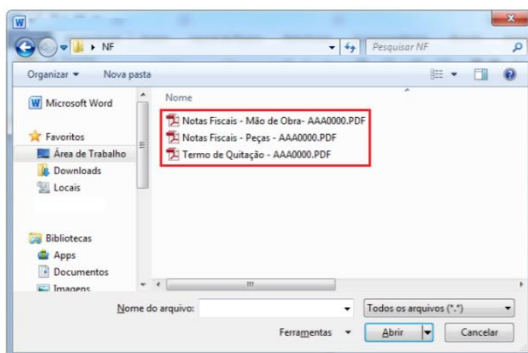 NF
Pesquisar NF
Organizar
Nova pasta
Microsoft Word
Favoritos
Área de Trabalho
Downloads
Locais
Bibliotecas
Apps
Documentos
Imagens
Nome
Notas Fiscais - Mão de Obra- AAA0000.PDF
Notas Fiscais - Peças - AAA0000.PDF
Termo de Quitação - AAA0000.PDF
Nome do arquivo:
Todos os arquivos (*.*)
Ferramentas
Abrir
Cancelar